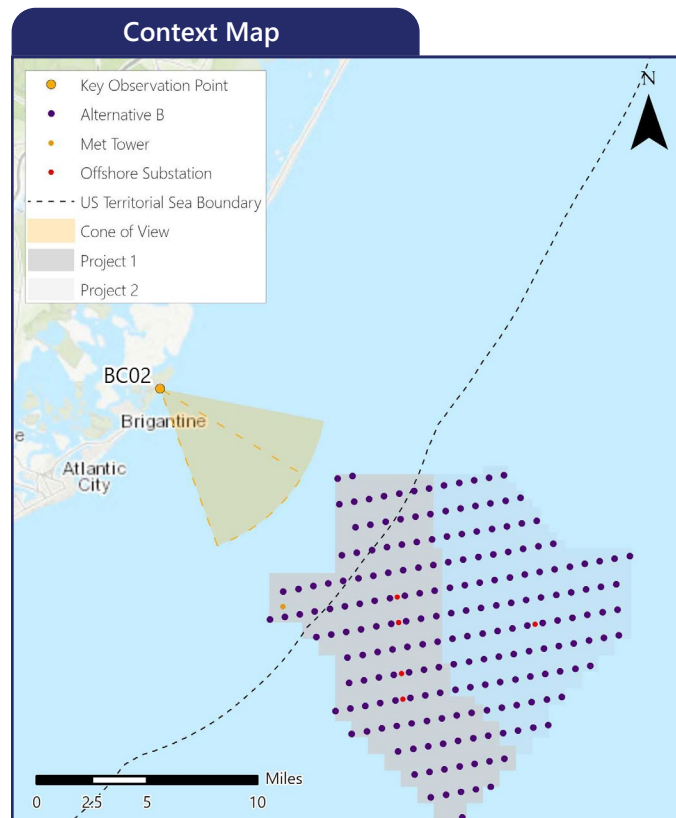 Context Map
N
Key Observation Point
Alternative B
Met Tower
Offshore Substation
US Territorial Sea Boundary
Cone of View
Project 1
Project 2
BC02
Brigantine
e
Atlantic
City
Miles
0 2.5 5 10